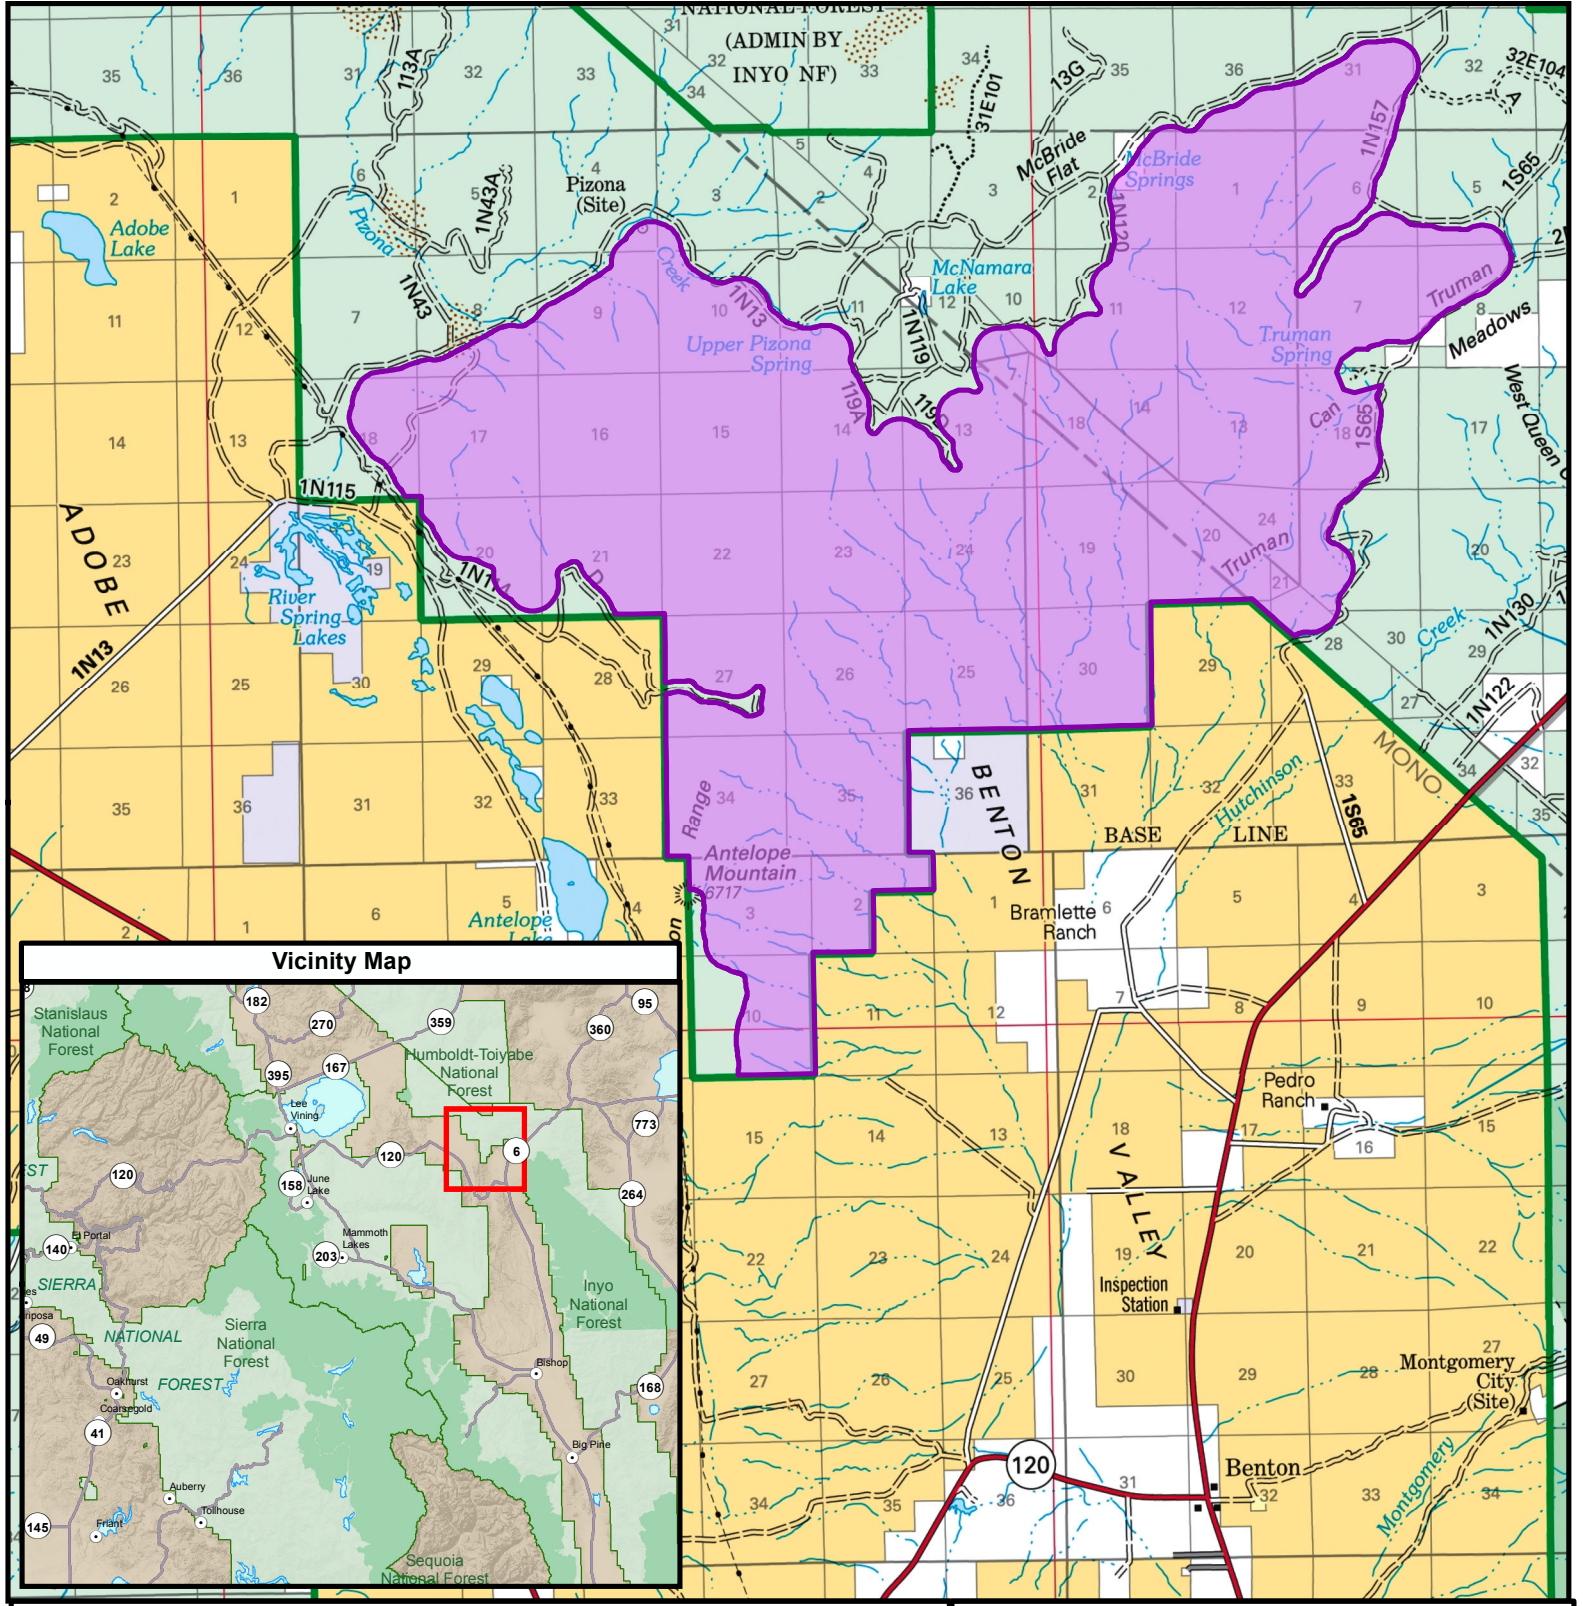 NATIONAL FOREST
(ADMIN BY
INYO NF)
31
32
33
34
35
36
31
32
33
34
35
36
31
32
113A
31E101
13G
32E104
A
1N157
McBride
Flat
McBride
Springs
1N120
1S65
Pizona
(Site)
1N43A
Pizona
1N43
Creek
1N13
Adobe
Lake
2
1
6
5
4
3
5
2
4
3
2
1
6
5
11
12
7
8
9
10
11
12
10
11
12
7
8
McNamara
Lake
1N119
Upper Pizona
Spring
119A
119D
Truman
Spring
Truman
Meadows
West Queen
Can
1S65
14
13
18
17
16
15
14
13
18
14
13
18
17
1N115
ADOBE
23
24
19
20
21
22
23
24
19
20
24
21
20
1N114
D
River
Spring
Lakes
1N13
Truman
Creek
1N130
26
25
30
29
28
27
26
25
30
29
28
30
29
27
1N122
MONO
35
36
31
32
33
34
35
36
31
32
33
34
32
35
Range
BENTON
Hutchinson
1S65
BASE LINE
Antelope
Mountain
6717
2
1
6
5
4
3
2
1
6
5
4
3
Antelope
Lake
on
Bramlette
Ranch
10
11
12
7
8
9
10
Pedro
Ranch
15
14
13
18
17
16
15
VALLEY
22
23
24
19
20
21
22
Inspection
Station
27
26
25
30
29
28
27
Montgomery
City
(Site)
120
Benton
Montgomery
34
35
36
31
32
33
34
Vicinity Map
Stanislaus
National
Forest
182
270
359
95
360
Humboldt-Toiyabe
National
Forest
395
167
Lee
Vining
773
6
120
120
EST
158
June
Lake
264
El Portal
140
Mammoth
Lakes
203
SIERRA
NATIONAL
FOREST
riposa
49
Sierra
National
Forest
Inyo
National
Forest
Oakhurst
Coarsegold
41
Bishop
168
Big Pine
Auberry
Tollhouse
145
Friant
Sequoia
National Forest